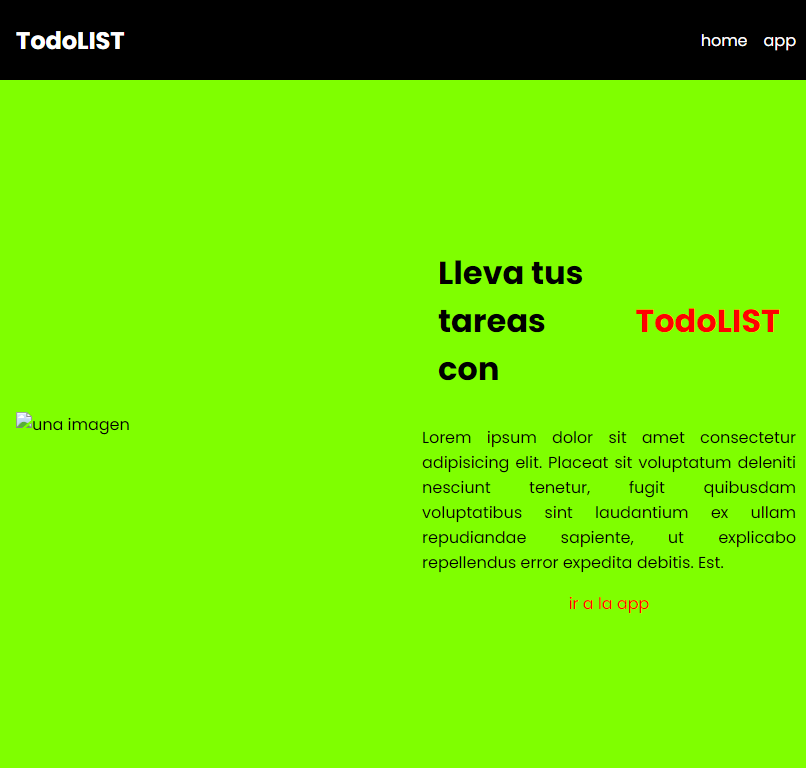 TodoLIST
home app
Lleva tus
tareas
con
TodoLIST
una imagen
Lorem ipsum dolor sit amet consectetur
adipisicing elit. Placeat sit voluptatum deleniti
nesciunt tenetur, fugit quibusdam
voluptatibus sint laudantium ex ullam
repudiandae sapiente, ut explicabo
repellendus error expedita debitis. Est.
ir a la app